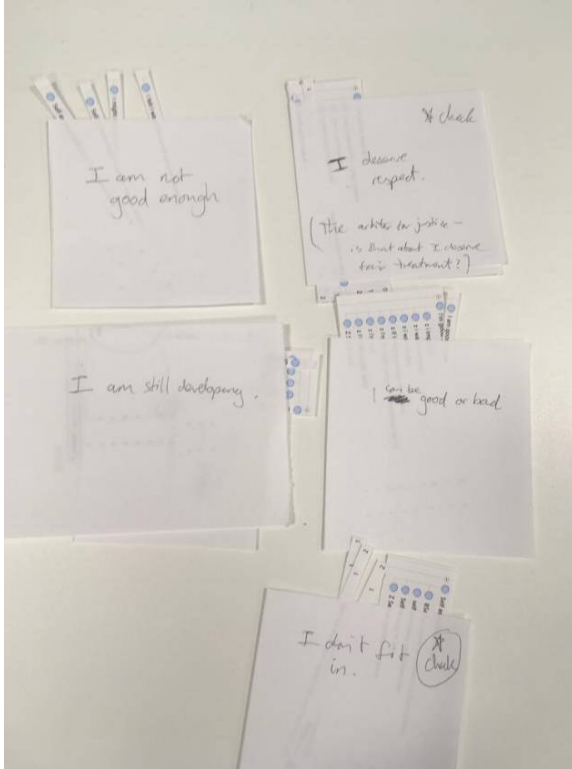 I am not
good enough
* check
I deserve
respect.
(The arbiter for justice -
is that about I deserve
fair treatment?)
I am still developing.
I can be good or bad
I don't fit
in.
* check